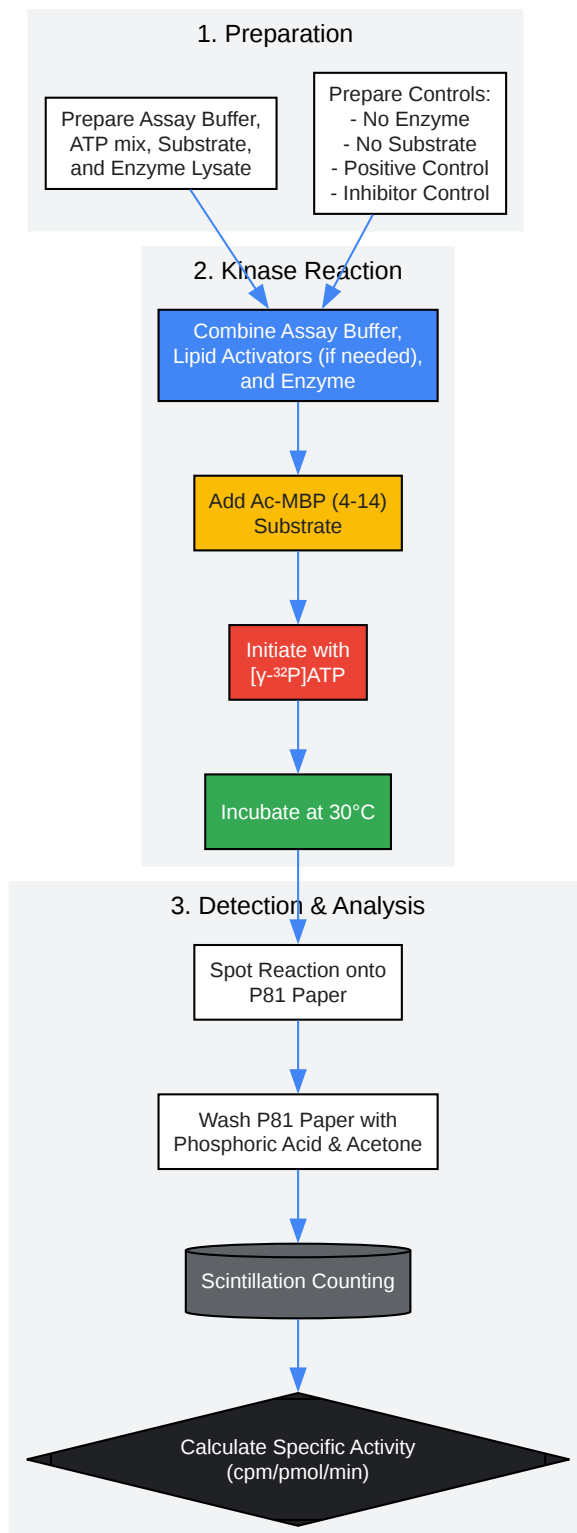 1. Preparation
Prepare Assay Buffer,
ATP mix, Substrate,
and Enzyme Lysate
Prepare Controls:
- No Enzyme
- No Substrate
- Positive Control
- Inhibitor Control
2. Kinase Reaction
Combine Assay Buffer,
Lipid Activators (if needed),
and Enzyme
Add Ac-MBP (4-14)
Substrate
Initiate with
[γ-³²P]ATP
Incubate at 30°C
3. Detection & Analysis
Spot Reaction onto
P81 Paper
Wash P81 Paper with
Phosphoric Acid & Acetone
Scintillation Counting
Calculate Specific Activity
(cpm/pmol/min)